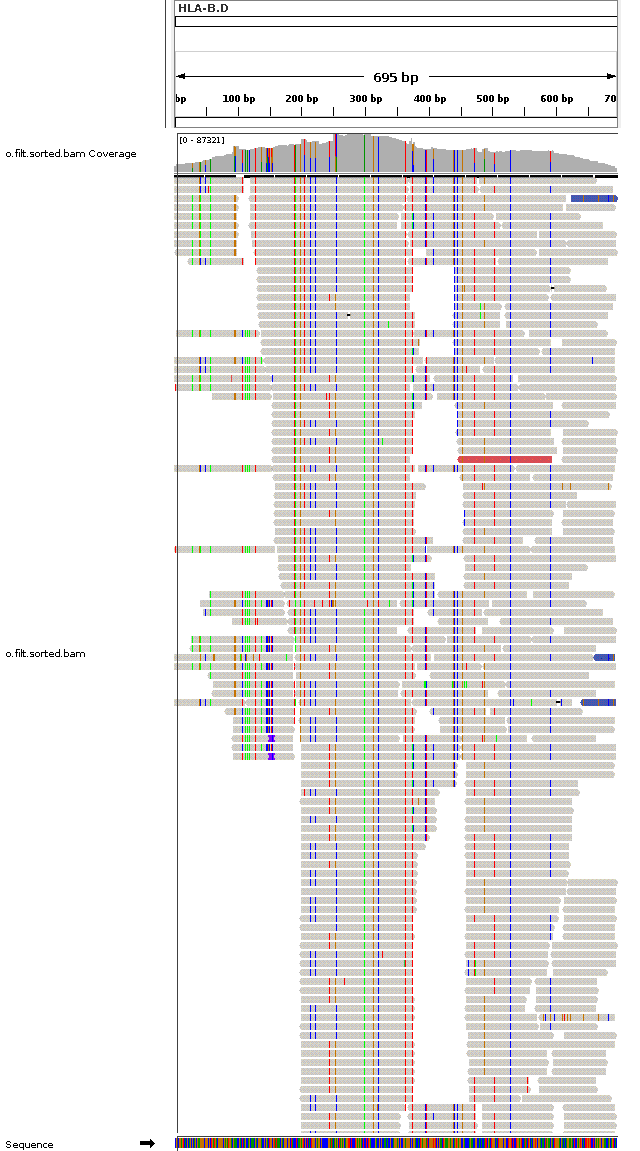 HLA-B.D
695 bp
bp 100 bp 200 bp 300 bp 400 bp 500 bp 600 bp 70
[0 - 87321]
o.filt.sorted.bam Coverage
o.filt.sorted.bam
Sequence